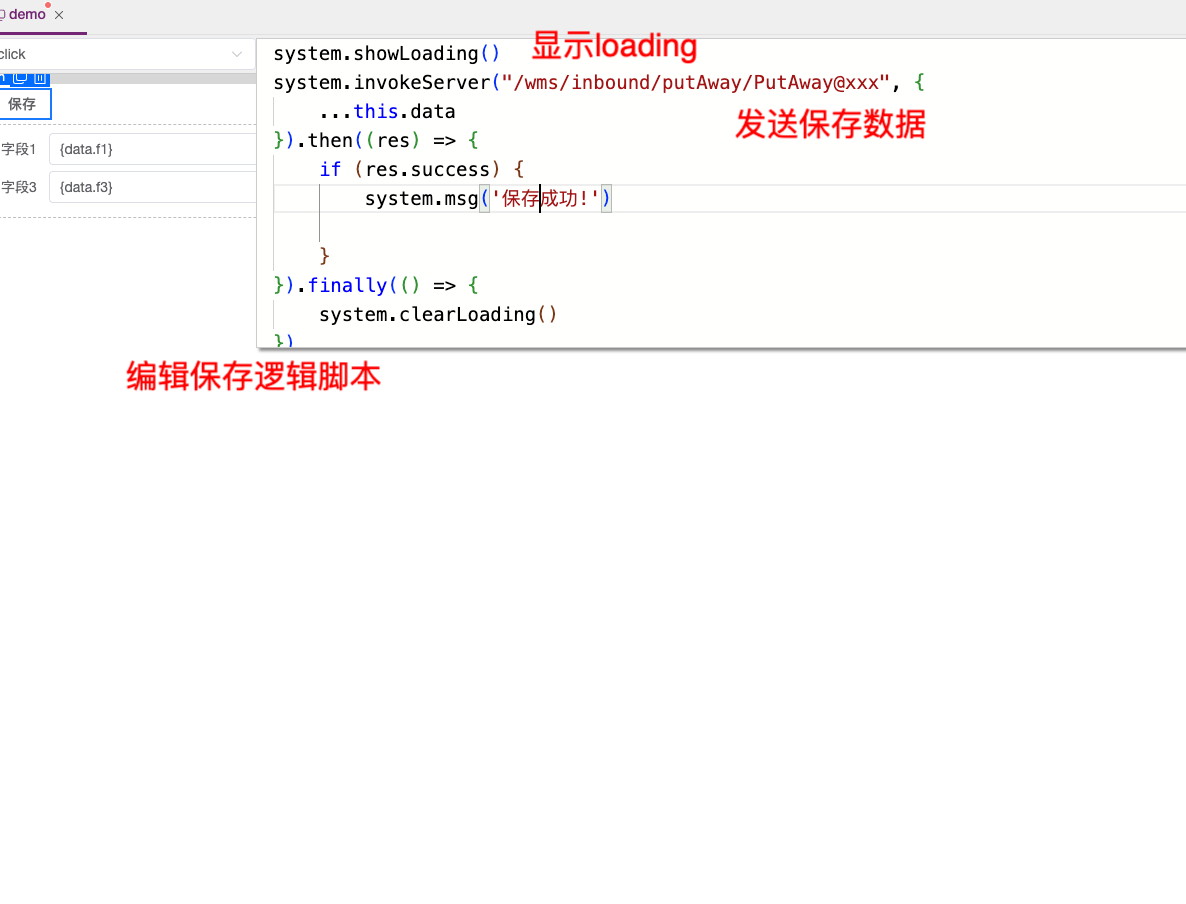 demo
click
system.showLoading()
显示loading
system.invokeServer("/wms/inbound/putAway/PutAway@xxx", {
...this.data
发送保存数据
保存
}).then((res) => {
字段1 {data.f1}
if (res.success) {
字段3 {data.f3}
system.msg('保存成功!')
}
}).finally(() => {
system.clearLoading()
})
编辑保存逻辑脚本